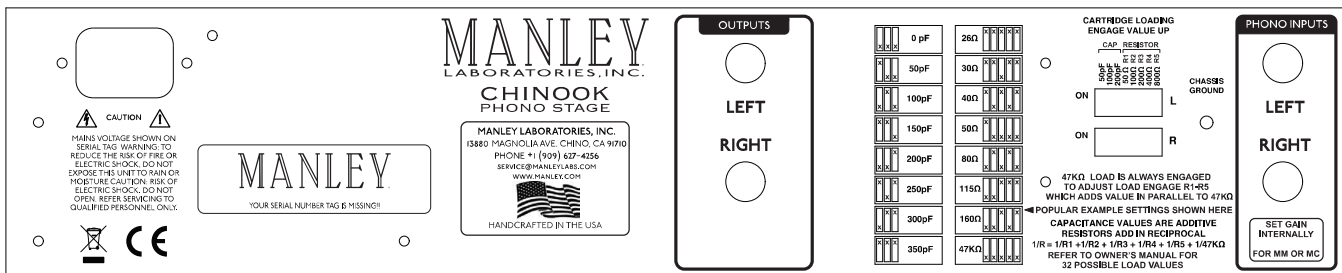 CAUTION
MAINS VOLTAGE SHOWN ON
SERIAL TAG WARNING: TO
REDUCE THE RISK OF FIRE OR
ELECTRIC SHOCK, DO NOT
EXPOSE THIS UNIT TO RAIN OR
MOISTURE CAUTION: RISK OF
ELECTRIC SHOCK. DO NOT
OPEN. REFER SERVICING TO
QUALIFIED PERSONNEL ONLY.
CE
MANLEY
YOUR SERIAL NUMBER TAG IS MISSING!!
MANLEY
LABORATORIES, INC.
CHINOOK
PHONO STAGE
MANLEY LABORATORIES, INC.
13880 MAGNOLIA AVE. CHINO, CA 91710
PHONE +1 (909) 627-4256
SERVICE@MANLEYLABS.COM
WWW.MANLEY.COM
HANDCRAFTED IN THE USA
OUTPUTS
LEFT
RIGHT
0 pF
50pF
100pF
150pF
200pF
250pF
300pF
350pF
26Ω
30Ω
40Ω
50Ω
80Ω
115Ω
160Ω
47KΩ
CARTRIDGE LOADING
ENGAGE VALUE UP
CAP RESISTOR
50pF
100pF
200pF
50Ω R1
100Ω R2
200Ω R3
400Ω R4
800Ω R5
ON L
ON R
CHASSIS
GROUND
47KΩ LOAD IS ALWAYS ENGAGED
TO ADJUST LOAD ENGAGE R1-R5
WHICH ADDS VALUE IN PARALLEL TO 47KΩ
◀POPULAR EXAMPLE SETTINGS SHOWN HERE
CAPACITANCE VALUES ARE ADDITIVE
RESISTORS ADD IN RECIPROCAL
1/R = 1/R1 +1/R2 + 1/R3 + 1/R4 + 1/R5 + 1/47KΩ
REFER TO OWNER'S MANUAL FOR
32 POSSIBLE LOAD VALUES
PHONO INPUTS
LEFT
RIGHT
SET GAIN
INTERNALLY
FOR MM OR MC